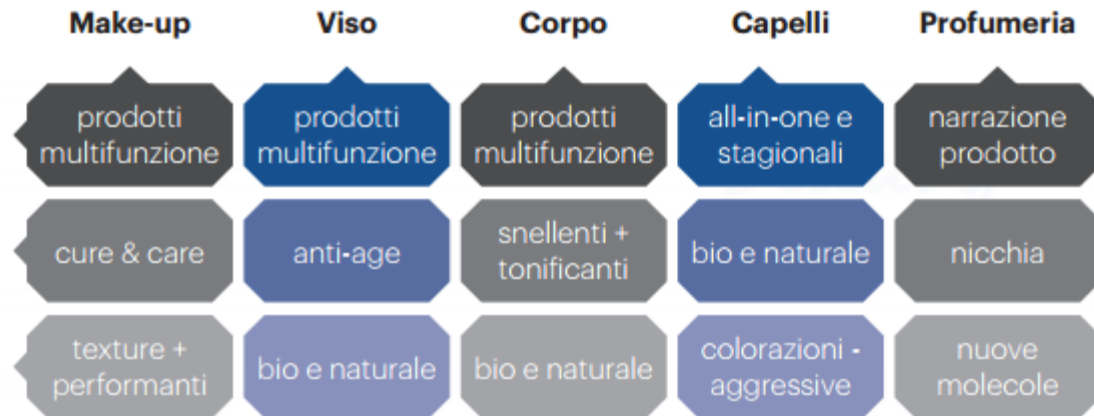 Make-up Viso Corpo Capelli Profumeria
prodotti multifunzione
prodotti multifunzione
prodotti multifunzione
all-in-one e stagionali
narrazione prodotto
cure & care
anti-age
snellenti + tonificanti
bio e naturale
nicchia
texture + performanti
bio e naturale
bio e naturale
colorazioni - aggressive
nuove molecole